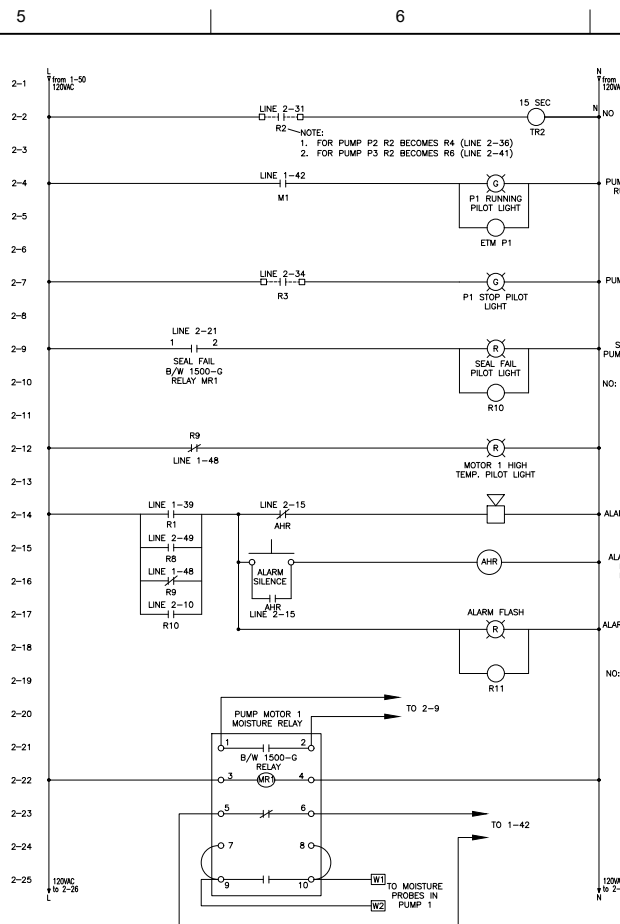 5
6
L
from 1-50
120VAC
N
from
120V
2-1
2-2
LINE 2-31
R2
15 SEC
TR2
N
NO
NOTE:
1. FOR PUMP P2 R2 BECOMES R4 (LINE 2-36)
2. FOR PUMP P3 R2 BECOMES R6 (LINE 2-41)
2-3
2-4
LINE 1-42
M1
G
P1 RUNNING
PILOT LIGHT
PUM
RU
2-5
ETM P1
2-6
2-7
LINE 2-34
R3
G
P1 STOP PILOT
LIGHT
PUM
2-8
2-9
LINE 2-21
1 2
SEAL FAIL
B/W 1500-G
RELAY MR1
R
SEAL FAIL
PILOT LIGHT
S
PUM
2-10
R10
NO:
2-11
2-12
R9
LINE 1-48
R
MOTOR 1 HIGH
TEMP. PILOT LIGHT
2-13
2-14
LINE 1-39
R1
LINE 2-15
AHR
ALAR
2-15
LINE 2-49
R8
ALARM
SILENCE
AHR
ALA
2-16
LINE 1-48
R9
AHR
LINE 2-15
2-17
LINE 2-10
R10
ALARM FLASH
R
ALAR
2-18
2-19
R11
NO:
2-20
TO 2-9
PUMP MOTOR 1
MOISTURE RELAY
2-21
1 2
B/W 1500-G
RELAY
2-22
3 MR1 4
2-23
5 6
TO 1-42
2-24
7 8
2-25
9 10
W1
W2
TO MOISTURE
PROBES IN
PUMP 1
120VAC
to 2-26
L
120V
to 2-
N